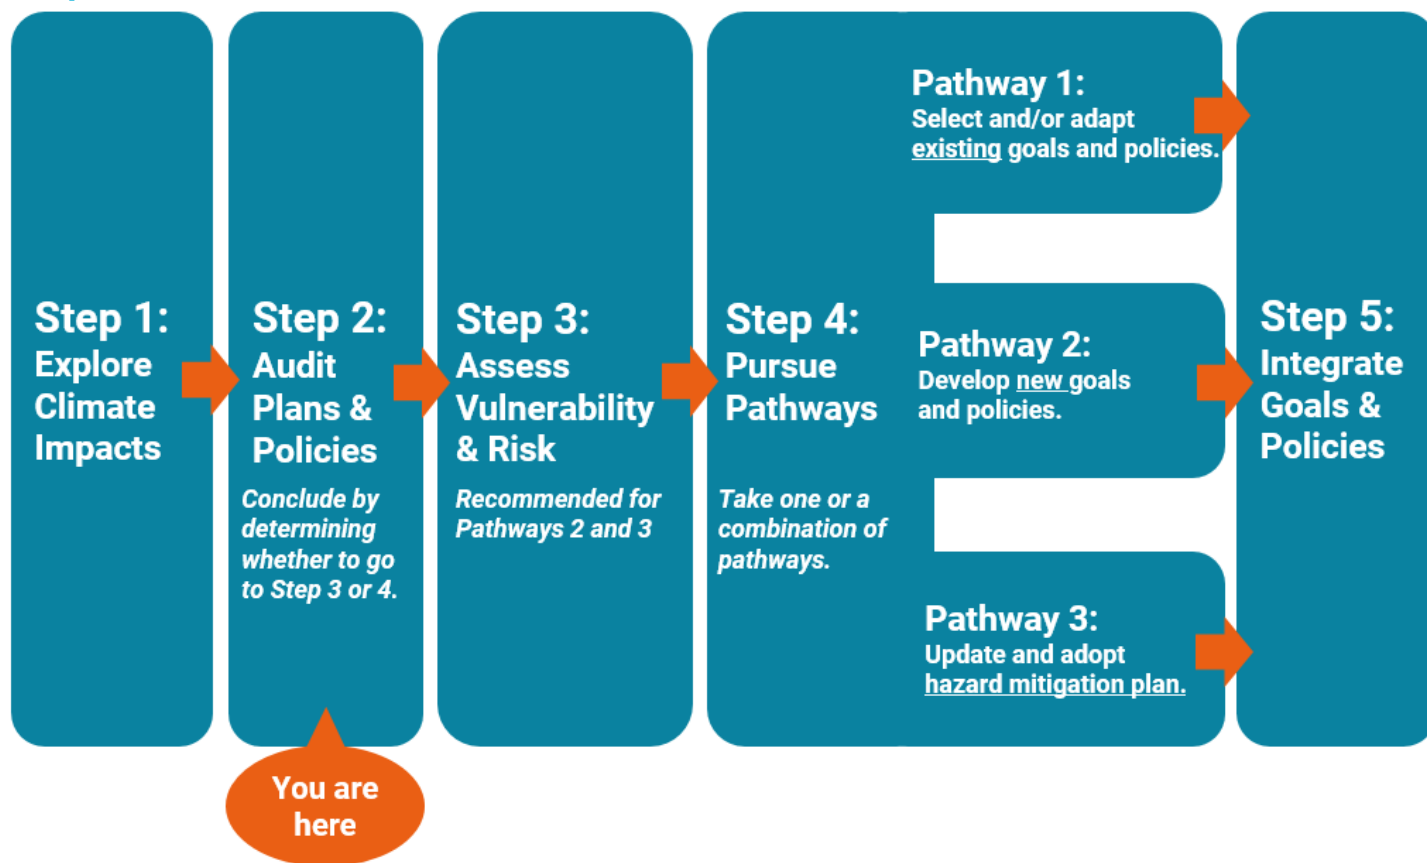 Step 1:
Explore
Climate
Impacts
Step 2:
Audit
Plans &
Policies
Conclude by
determining
whether to go
to Step 3 or 4.
Step 3:
Assess
Vulnerability
& Risk
Recommended for
Pathways 2 and 3
Step 4:
Pursue
Pathways
Take one or a
combination of
pathways.
Pathway 1:
Select and/or adapt
existing goals and policies.
Pathway 2:
Develop new goals
and policies.
Pathway 3:
Update and adopt
hazard mitigation plan.
Step 5:
Integrate
Goals &
Policies
You are
here